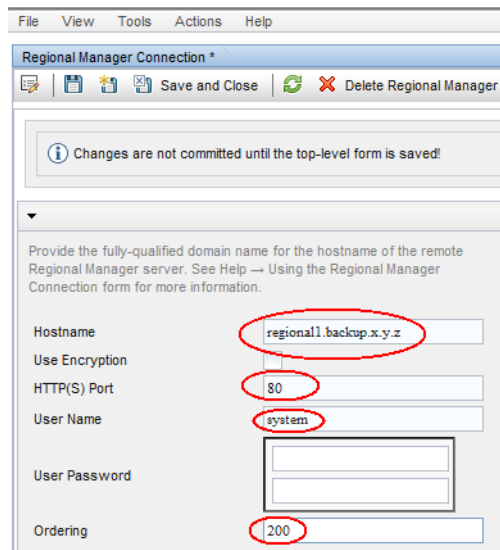 File View Tools Actions Help
Regional Manager Connection *
Save and Close Delete Regional Manager
Changes are not committed until the top-level form is saved!
Provide the fully-qualified domain name for the hostname of the remote
Regional Manager server. See Help → Using the Regional Manager
Connection form for more information.
Hostname regional1.backup.x.y.z
Use Encryption
HTTP(S) Port 80
User Name system
User Password
Ordering 200